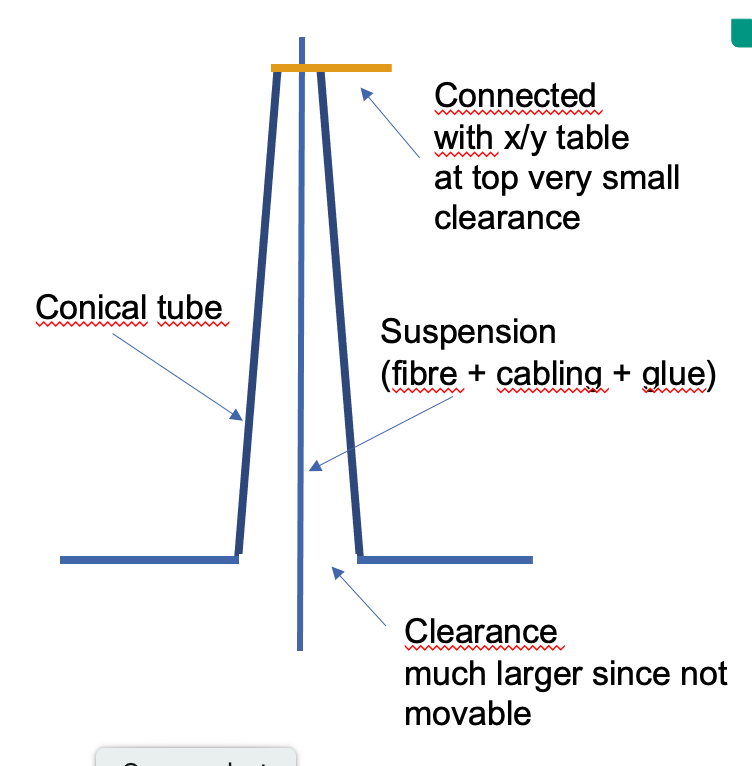 Connected
with x/y table
at top very small
clearance
Conical tube
Suspension
(fibre + cabling + glue)
Clearance
much larger since not
movable